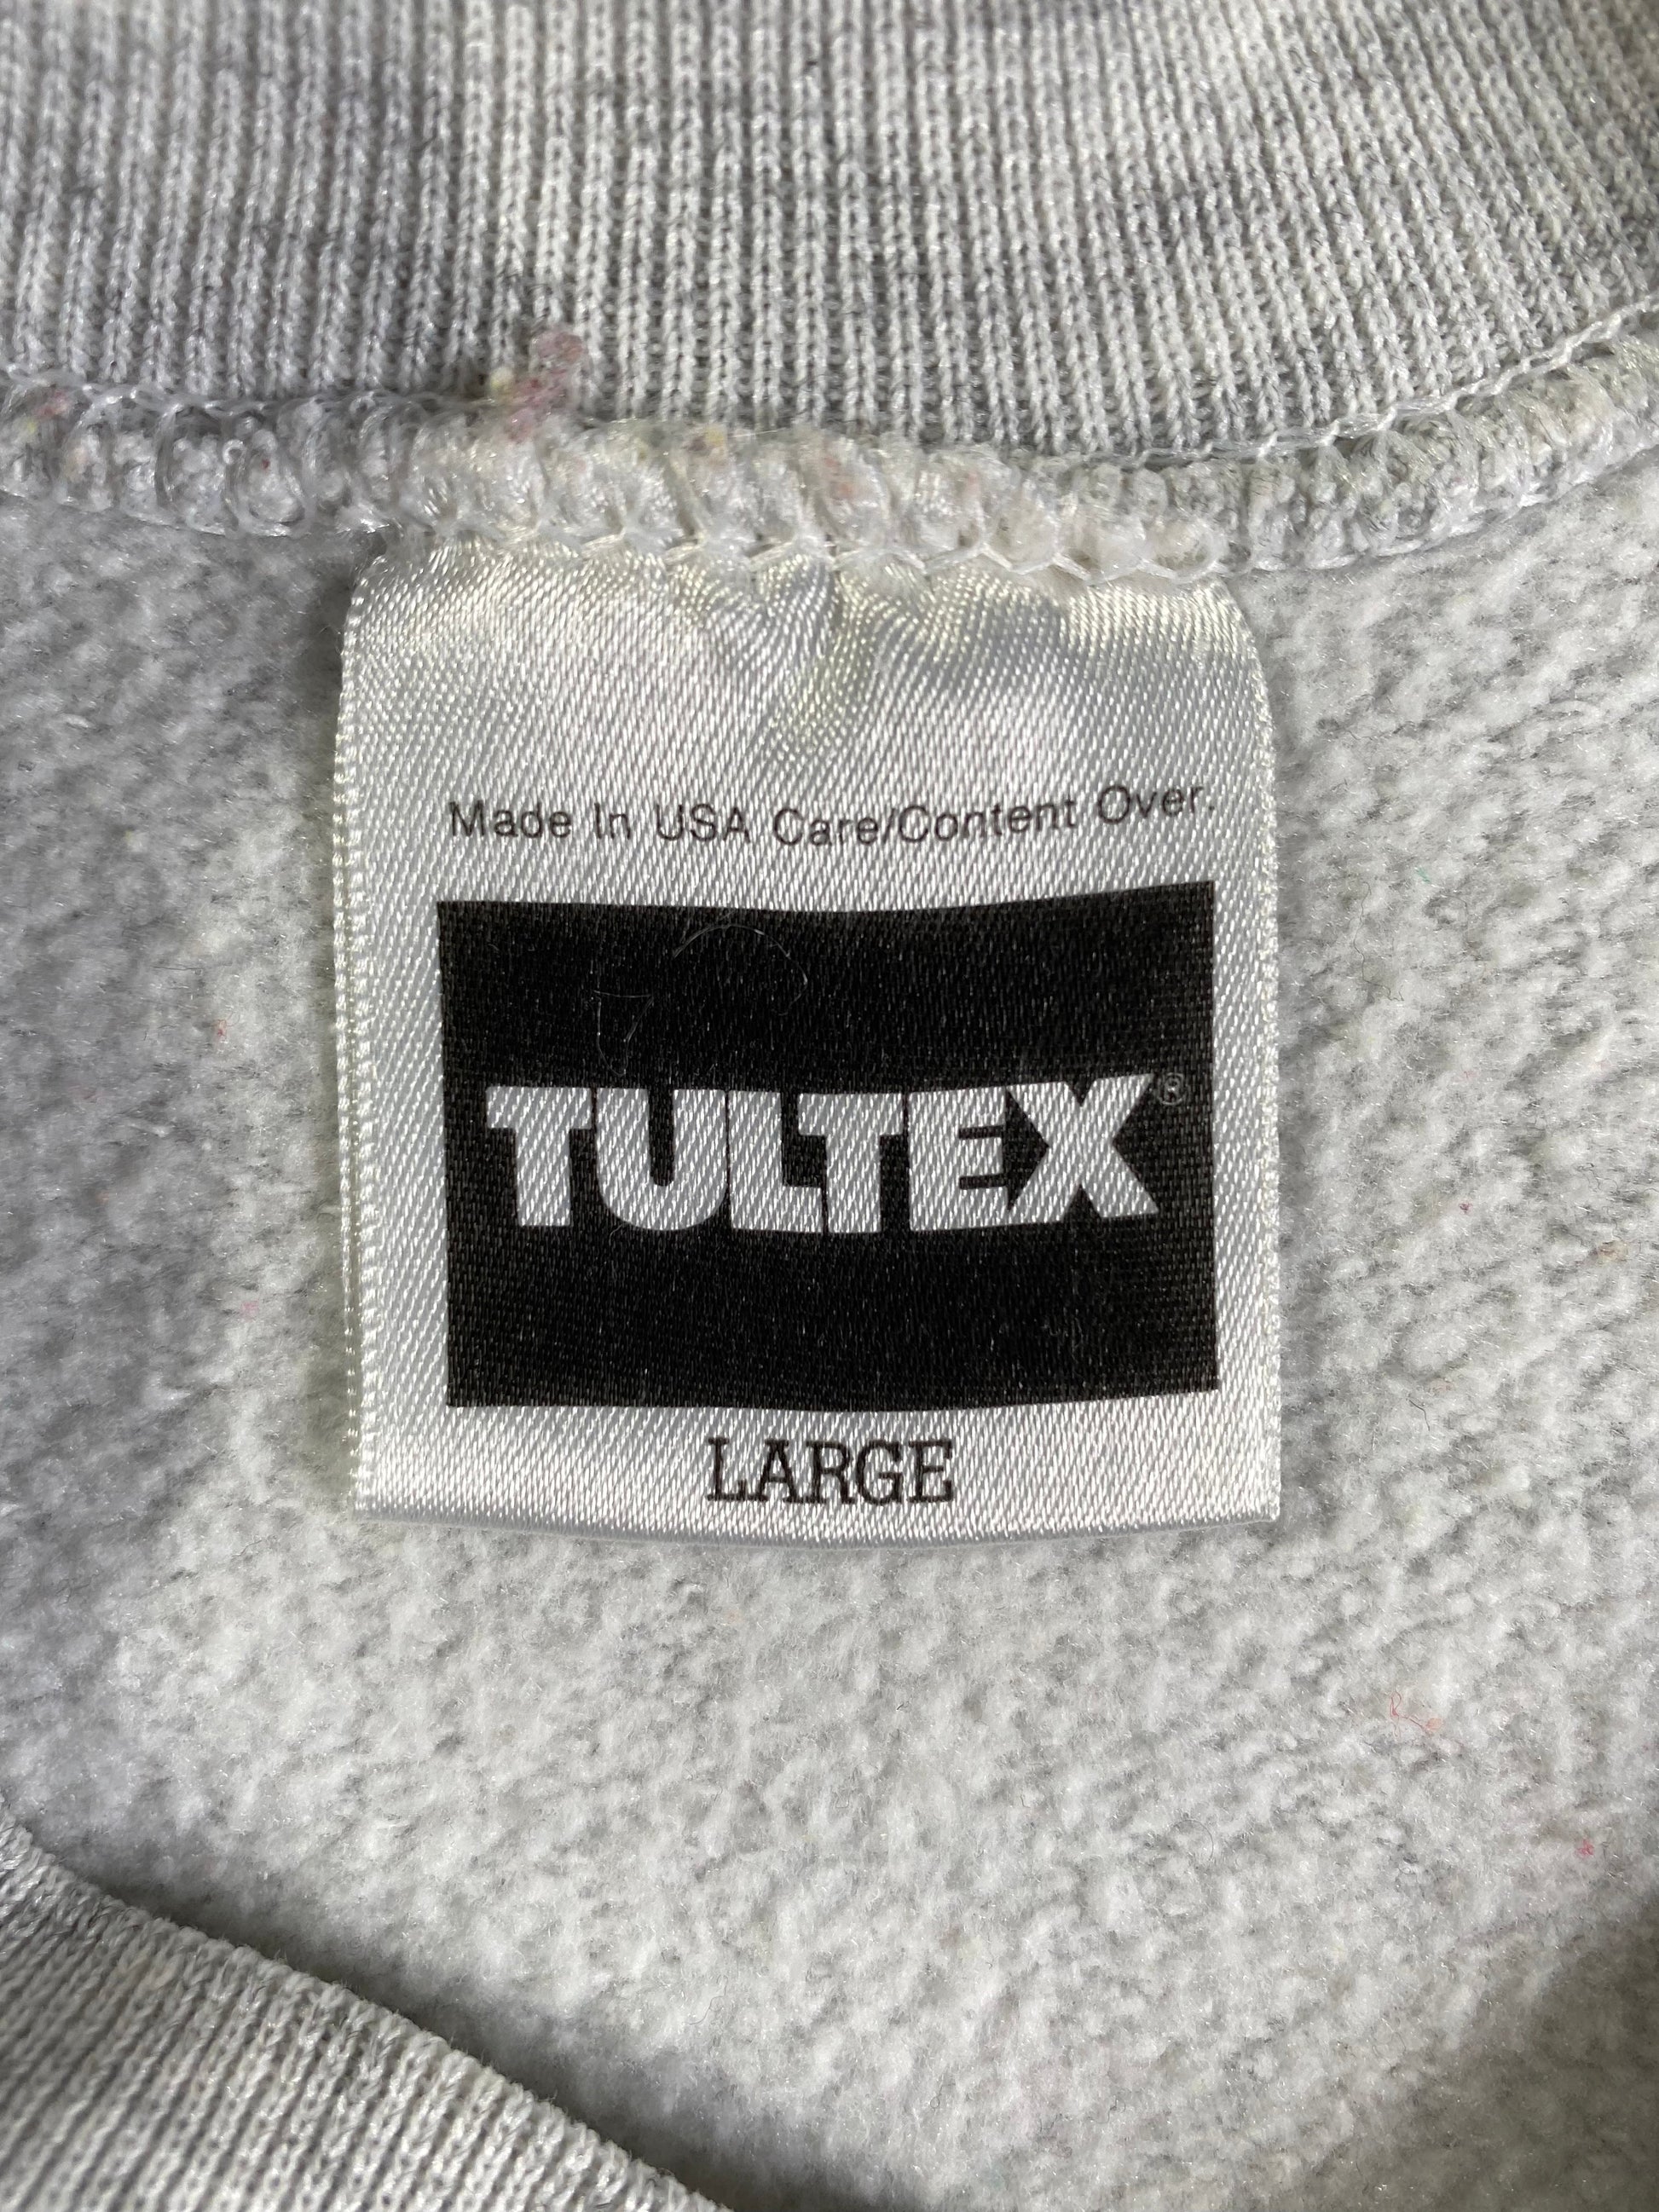 Made In USA Care/Content Over.
TULTEX®
LARGE